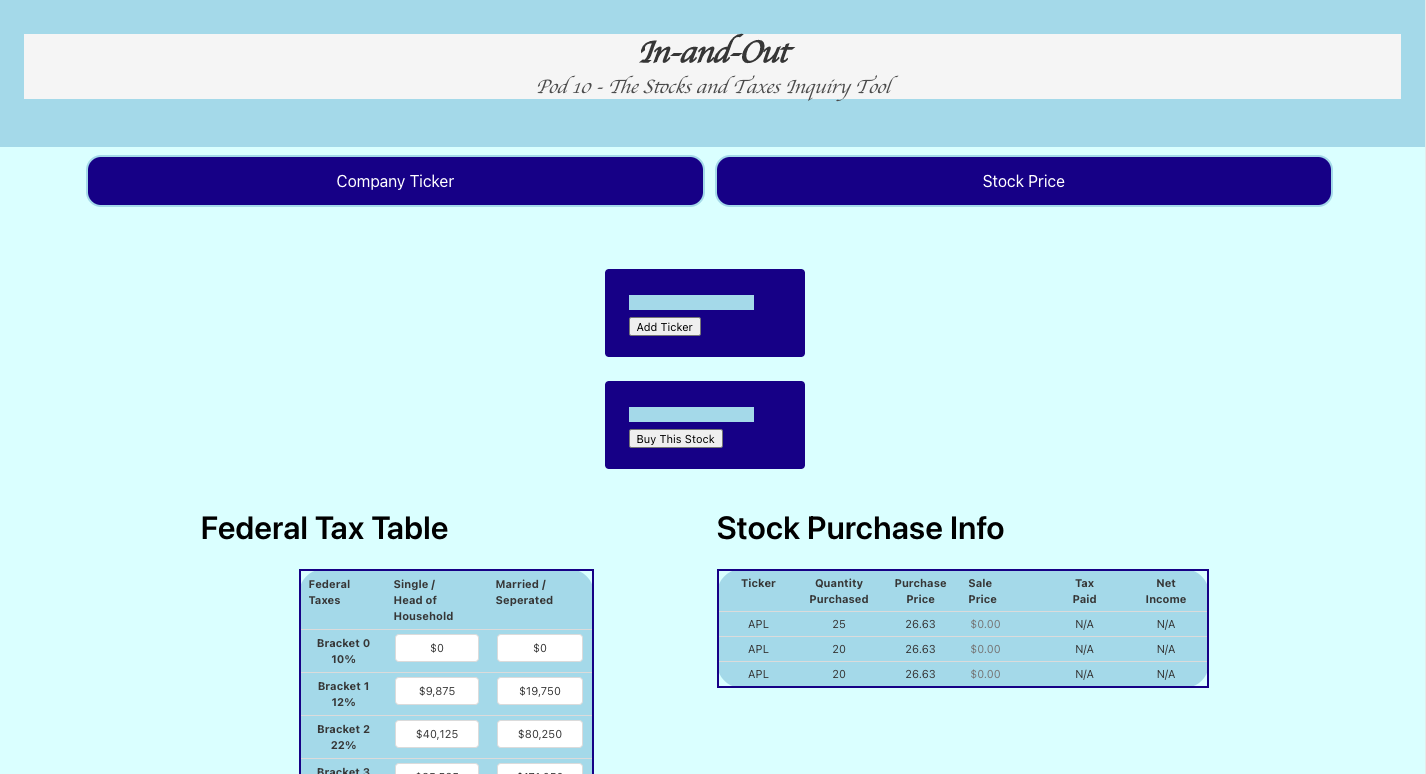 In-and-Out
Pod 10 - The Stocks and Taxes Inquiry Tool
Company Ticker
Stock Price
Add Ticker
Buy This Stock
Federal Tax Table
Federal Taxes Single / Head of Household Married / Seperated
Bracket 0 10% $0 $0
Bracket 1 12% $9,875 $19,750
Bracket 2 22% $40,125 $80,250
Bracket 3
Stock Purchase Info
Ticker Quantity Purchased Purchase Price Sale Price Tax Paid Net Income
APL 25 26.63 $0.00 N/A N/A
APL 20 26.63 $0.00 N/A N/A
APL 20 26.63 $0.00 N/A N/A